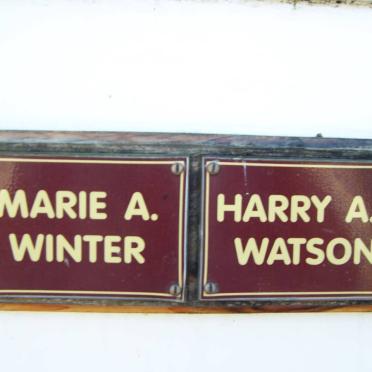 MARIE A.
WINTER
HARRY A.
WATSON